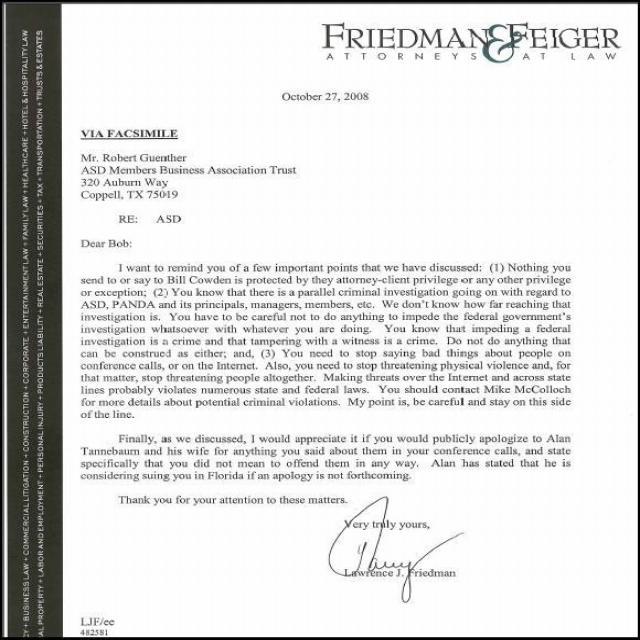 FRIEDMAN & FEIGER
ATTORNEYS AT LAW
October 27, 2008
VIA FACSIMILE
Mr. Robert Guenther
ASD Members Business Association Trust
320 Auburn Way
Coppell, TX 75019
RE: ASD
Dear Bob:
I want to remind you of a few important points that we have discussed: (1) Nothing you
send to or say to Bill Cowden is protected by they attorney-client privilege or any other privilege
or exception; (2) You know that there is a parallel criminal investigation going on with regard to
ASD, PANDA and its principals, managers, members, etc. We don't know how far reaching that
investigation is. You have to be careful not to do anything to impede the federal government's
investigation whatsoever with whatever you are doing. You know that impeding a federal
investigation is a crime and that tampering with a witness is a crime. Do not do anything that
can be construed as either; and, (3) You need to stop saying bad things about people on
conference calls, or on the Internet. Also, you need to stop threatening physical violence and, for
that matter, stop threatening people altogether. Making threats over the Internet and across state
lines probably violates numerous state and federal laws. You should contact Mike McColloch
for more details about potential criminal violations. My point is, be careful and stay on this side
of the line.
Finally, as we discussed, I would appreciate it if you would publicly apologize to Alan
Tannebaum and his wife for anything you said about them in your conference calls, and state
specifically that you did not mean to offend them in any way. Alan has stated that he is
considering suing you in Florida if an apology is not forthcoming.
Thank you for your attention to these matters.
Very truly yours,
Larry
Lawrence J. Friedman
LJF/ee
482581
BUSINESS LAW + COMMERCIAL LITIGATION + CONSTRUCTION + CORPORATE + ENTERTAINMENT LAW + FAMILY LAW + HEALTHCARE + HOTEL & HOSPITALITY LAW
PROPERTY + LABOR AND EMPLOYMENT + PERSONAL INJURY + PRODUCTS LIABILITY + REAL ESTATE + SECURITIES + TAX + TRANSPORTATION + TRUSTS & ESTATES